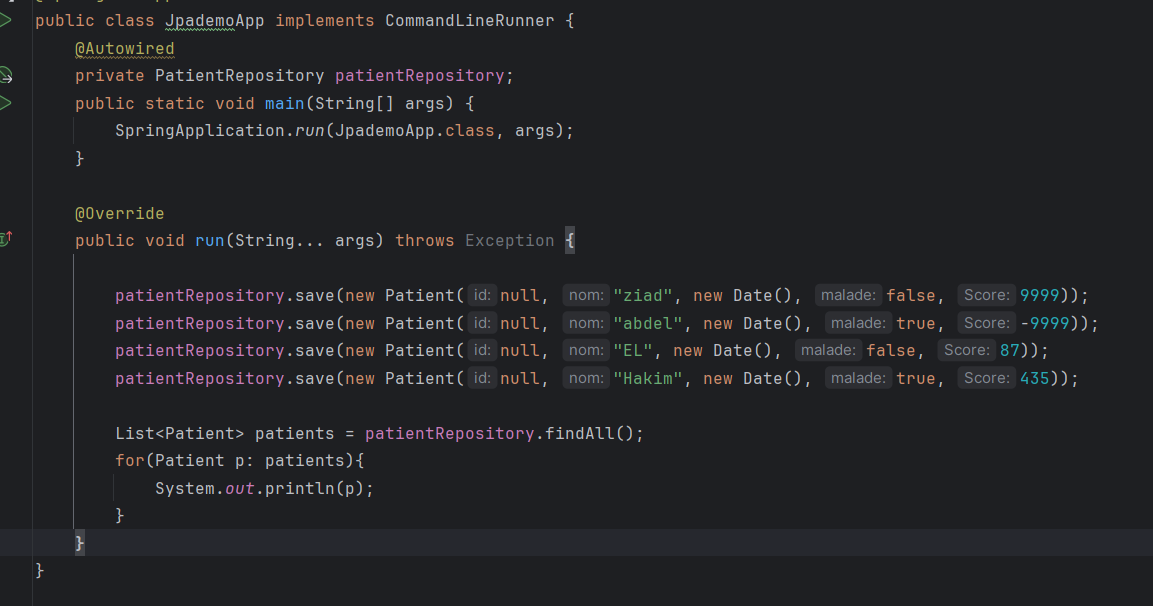 public class JpademoApp implements CommandLineRunner {
    @Autowired
    private PatientRepository patientRepository;
    public static void main(String[] args) {
        SpringApplication.run(JpademoApp.class, args);
    }

    @Override
    public void run(String... args) throws Exception {

        patientRepository.save(new Patient( id: null, nom: "ziad", new Date(), malade: false, Score: 9999));
        patientRepository.save(new Patient( id: null, nom: "abdel", new Date(), malade: true, Score: -9999));
        patientRepository.save(new Patient( id: null, nom: "EL", new Date(), malade: false, Score: 87));
        patientRepository.save(new Patient( id: null, nom: "Hakim", new Date(), malade: true, Score: 435));

        List<Patient> patients = patientRepository.findAll();
        for(Patient p: patients){
            System.out.println(p);
        }
    }
}